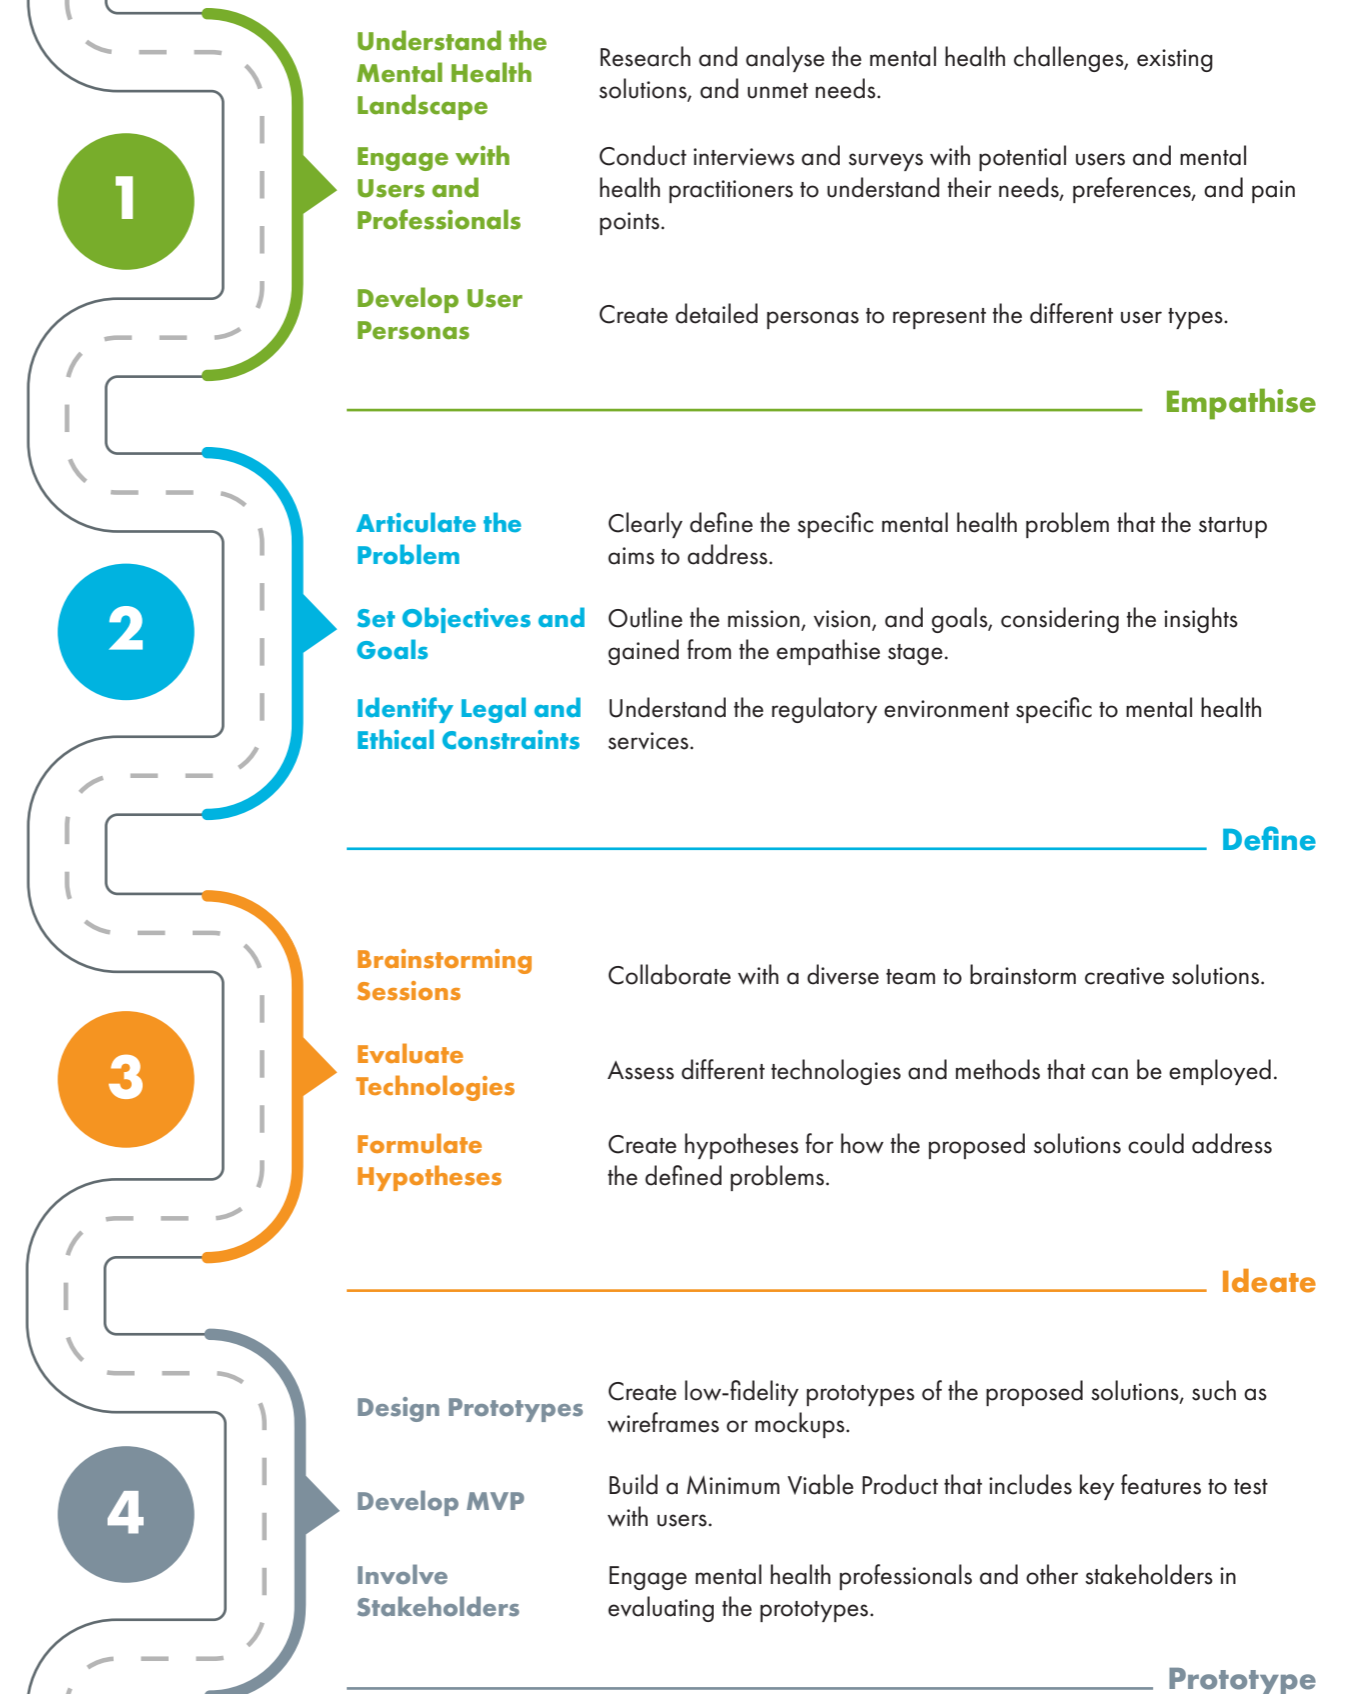 1
Understand the
Mental Health
Landscape
Research and analyse the mental health challenges, existing
solutions, and unmet needs.
Engage with
Users and
Professionals
Conduct interviews and surveys with potential users and mental
health practitioners to understand their needs, preferences, and pain
points.
Develop User
Personas
Create detailed personas to represent the different user types.
Empathise
2
Articulate the
Problem
Clearly define the specific mental health problem that the startup
aims to address.
Set Objectives and
Goals
Outline the mission, vision, and goals, considering the insights
gained from the empathise stage.
Identify Legal and
Ethical Constraints
Understand the regulatory environment specific to mental health
services.
Define
3
Brainstorming
Sessions
Collaborate with a diverse team to brainstorm creative solutions.
Evaluate
Technologies
Assess different technologies and methods that can be employed.
Formulate
Hypotheses
Create hypotheses for how the proposed solutions could address
the defined problems.
Ideate
4
Design Prototypes
Create low-fidelity prototypes of the proposed solutions, such as
wireframes or mockups.
Develop MVP
Build a Minimum Viable Product that includes key features to test
with users.
Involve
Stakeholders
Engage mental health professionals and other stakeholders in
evaluating the prototypes.
Prototype